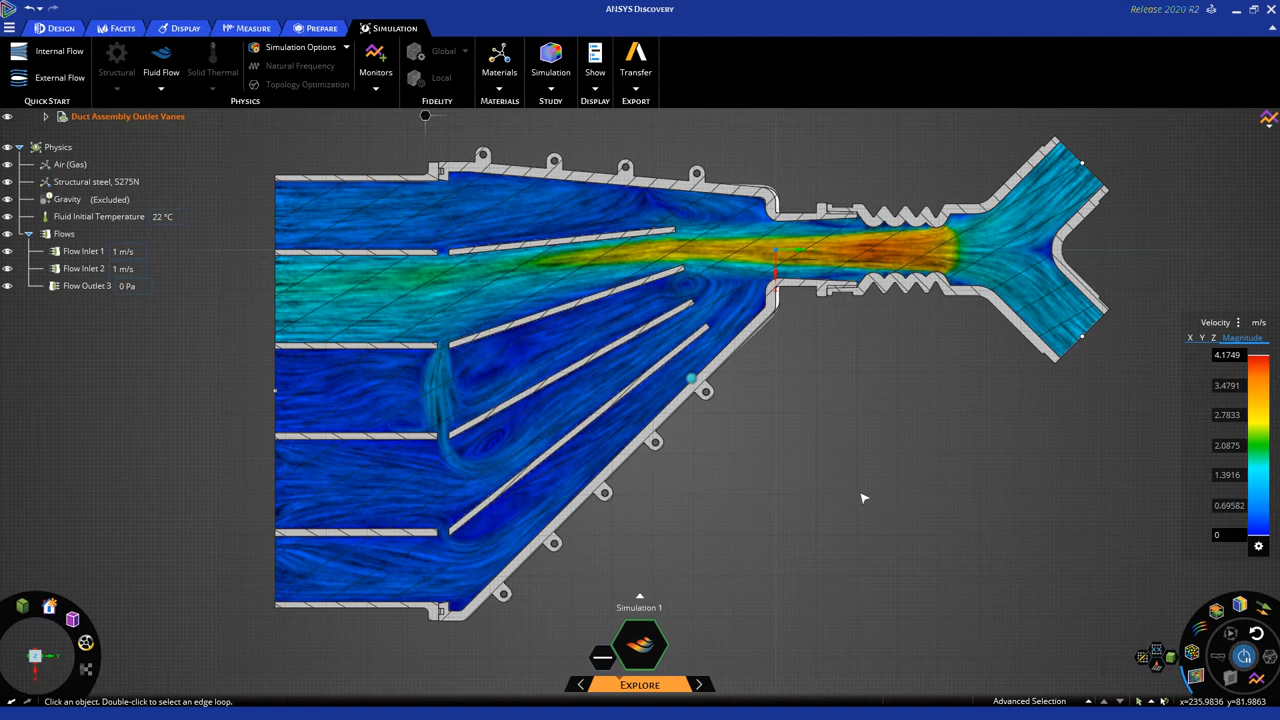 ANSYS Discovery
Release 2020 R2
Design
Facets
Display
Measure
Prepare
Simulation
Internal Flow
External Flow
Quick Start
Structural
Fluid Flow
Solid Thermal
Simulation Options
Natural Frequency
Topology Optimization
Physics
Monitors
Global
Local
Fidelity
Materials
Materials
Simulation
Study
Show
Display
Transfer
Export
Duct Assembly Outlet Vanes
Physics
Air (Gas)
Structural steel, S275N
Gravity (Excluded)
Fluid Initial Temperature 22 °C
Flows
Flow Inlet 1 1 m/s
Flow Inlet 2 1 m/s
Flow Outlet 3 0 Pa
Velocity m/s
X Y Z Magnitude
4.1749
3.4791
2.7833
2.0875
1.3916
0.69582
0
Simulation 1
Explore
Z Y
Click an object. Double-click to select an edge loop.
Advanced Selection
x=235.9836 y=81.9863